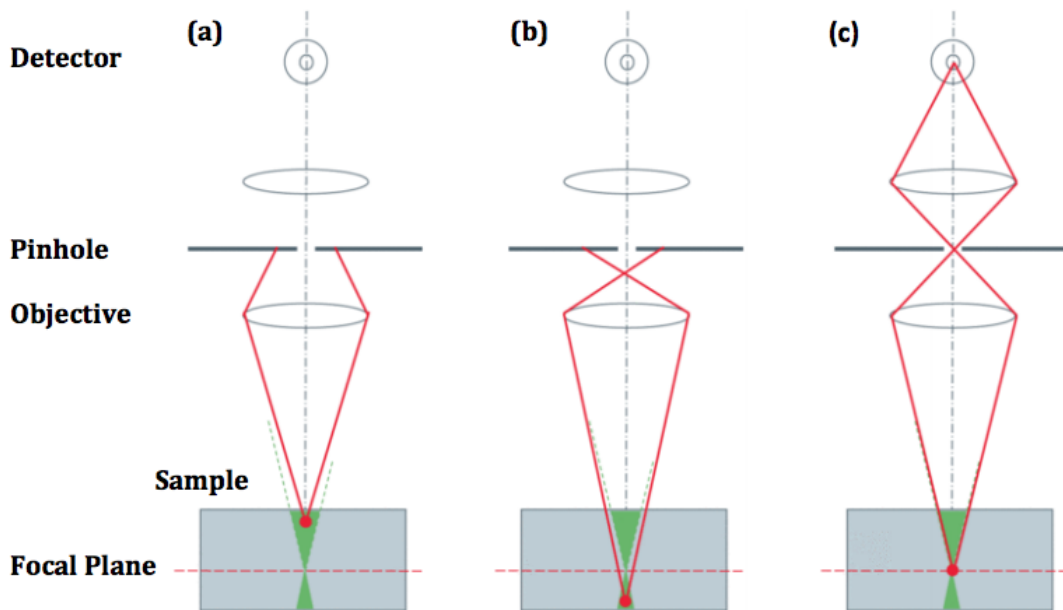 (a)
(b)
(c)
Detector
Pinhole
Objective
Sample
Focal Plane